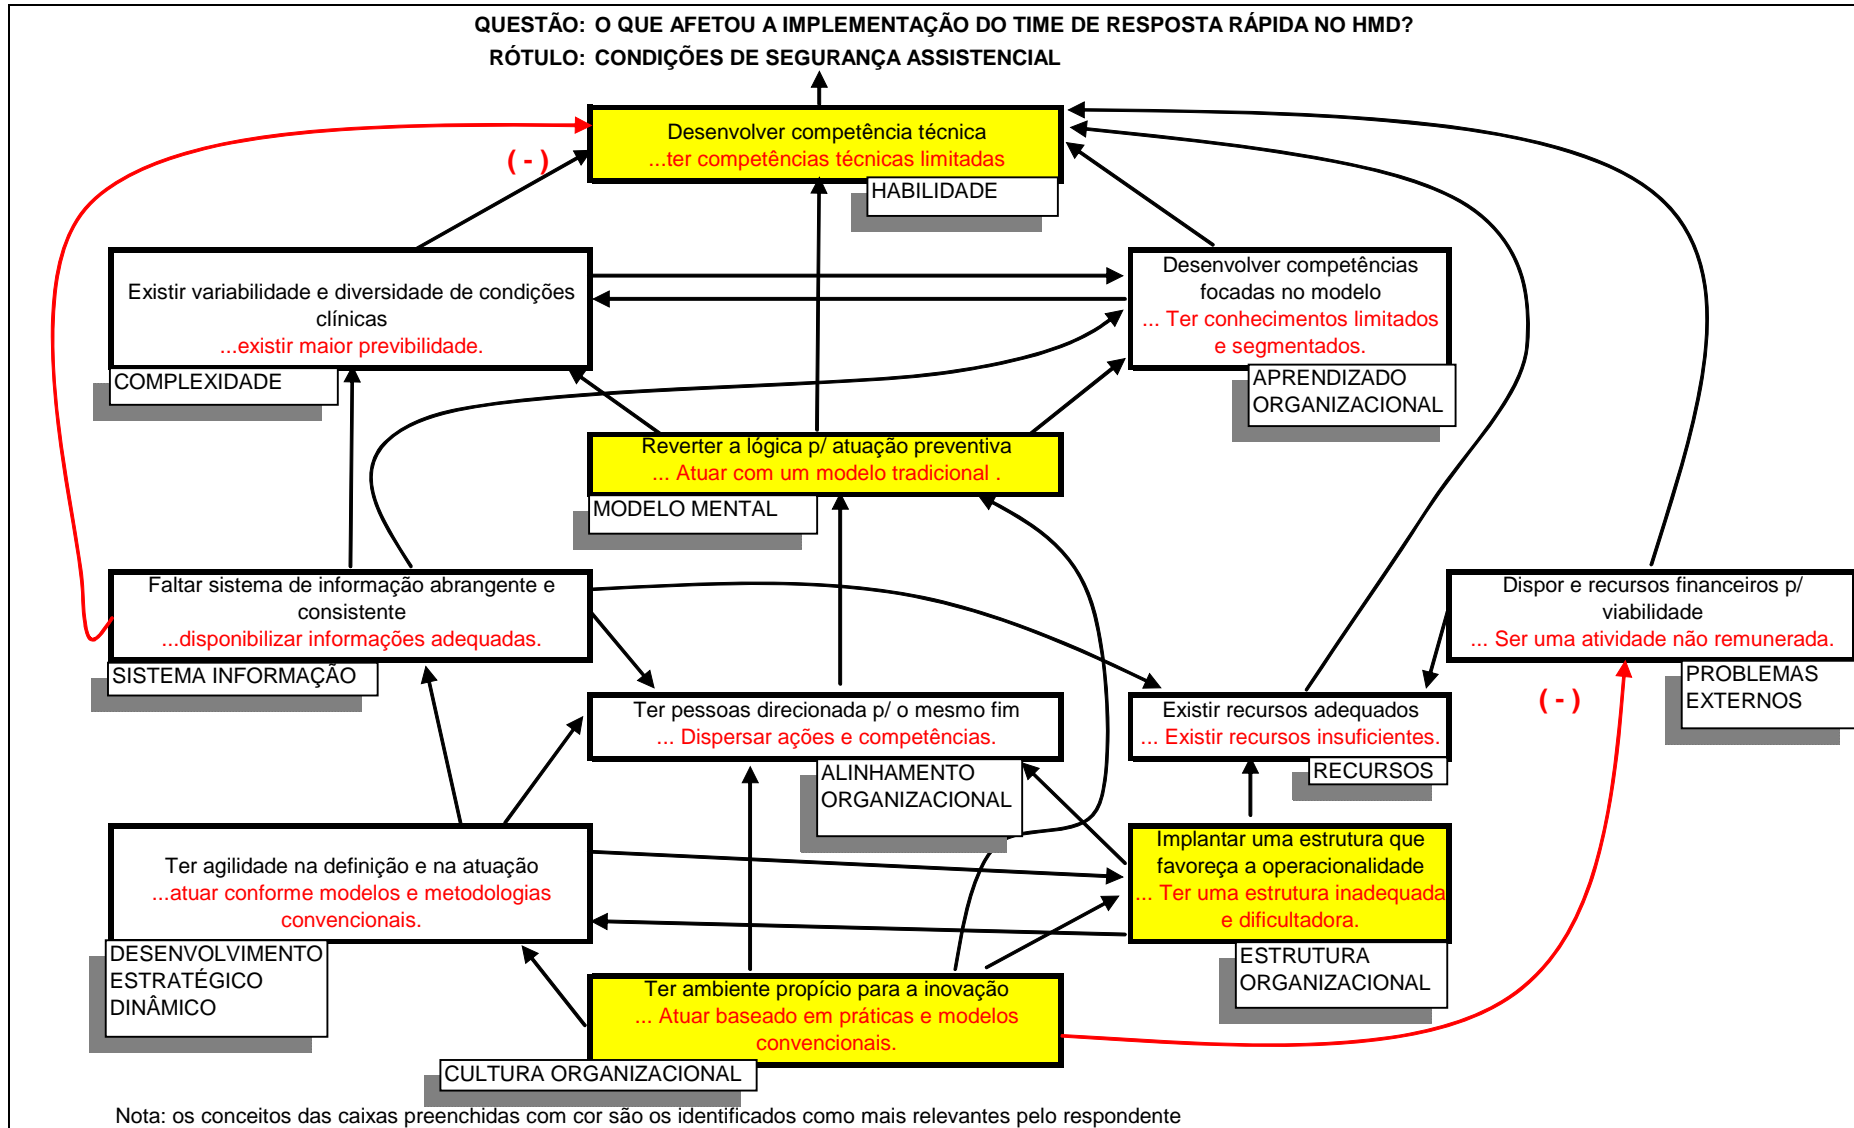 QUESTÃO: O QUE AFETOU A IMPLEMENTAÇÃO DO TIME DE RESPOSTA RÁPIDA NO HMD?
RÓTULO: CONDIÇÕES DE SEGURANÇA ASSISTENCIAL
Desenvolver competência técnica
...ter competências técnicas limitadas
( - )
HABILIDADE
Existir variabilidade e diversidade de condições
clínicas
...existir maior previbilidade.
COMPLEXIDADE
Desenvolver competências
focadas no modelo
... Ter conhecimentos limitados
e segmentados.
APRENDIZADO
ORGANIZACIONAL
Reverter a lógica p/ atuação preventiva
... Atuar com um modelo tradicional .
MODELO MENTAL
Faltar sistema de informação abrangente e
consistente
...disponibilizar informações adequadas.
SISTEMA INFORMAÇÃO
Dispor e recursos financeiros p/
viabilidade
... Ser uma atividade não remunerada.
PROBLEMAS
EXTERNOS
( - )
Ter pessoas direcionada p/ o mesmo fim
... Dispersar ações e competências.
ALINHAMENTO
ORGANIZACIONAL
Existir recursos adequados
... Existir recursos insuficientes.
RECURSOS
Ter agilidade na definição e na atuação
...atuar conforme modelos e metodologias
convencionais.
DESENVOLVIMENTO
ESTRATÉGICO
DINÂMICO
Implantar uma estrutura que
favoreça a operacionalidade
... Ter uma estrutura inadequada
e dificultadora.
ESTRUTURA
ORGANIZACIONAL
Ter ambiente propício para a inovação
... Atuar baseado em práticas e modelos
convencionais.
CULTURA ORGANIZACIONAL
Nota: os conceitos das caixas preenchidas com cor são os identificados como mais relevantes pelo respondente